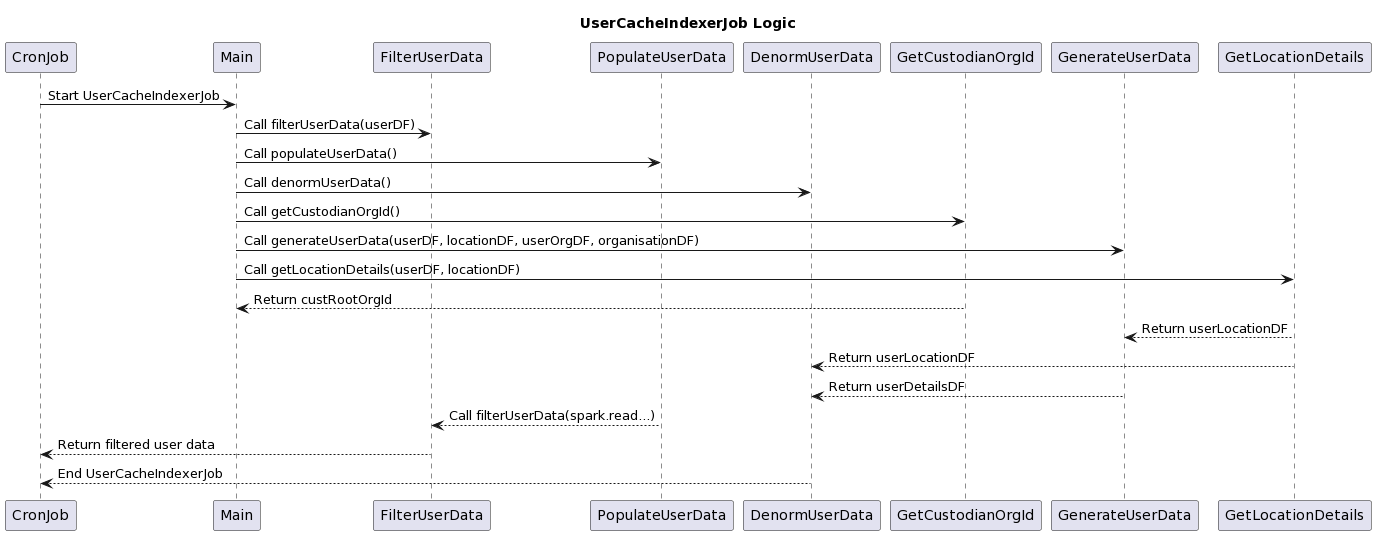 UserCacheIndexerJob Logic
CronJob Main FilterUserData PopulateUserData DenormUserData GetCustodianOrgId GenerateUserData GetLocationDetails
Start UserCacheIndexerJob
Call filterUserData(userDF)
Call populateUserData()
Call denormUserData()
Call getCustodianOrgId()
Call generateUserData(userDF, locationDF, userOrgDF, organisationDF)
Call getLocationDetails(userDF, locationDF)
Return custRootOrgId
Return userLocationDF
Return userLocationDF
Return userDetailsDF
Call filterUserData(spark.read...)
Return filtered user data
End UserCacheIndexerJob
CronJob Main FilterUserData PopulateUserData DenormUserData GetCustodianOrgId GenerateUserData GetLocationDetails